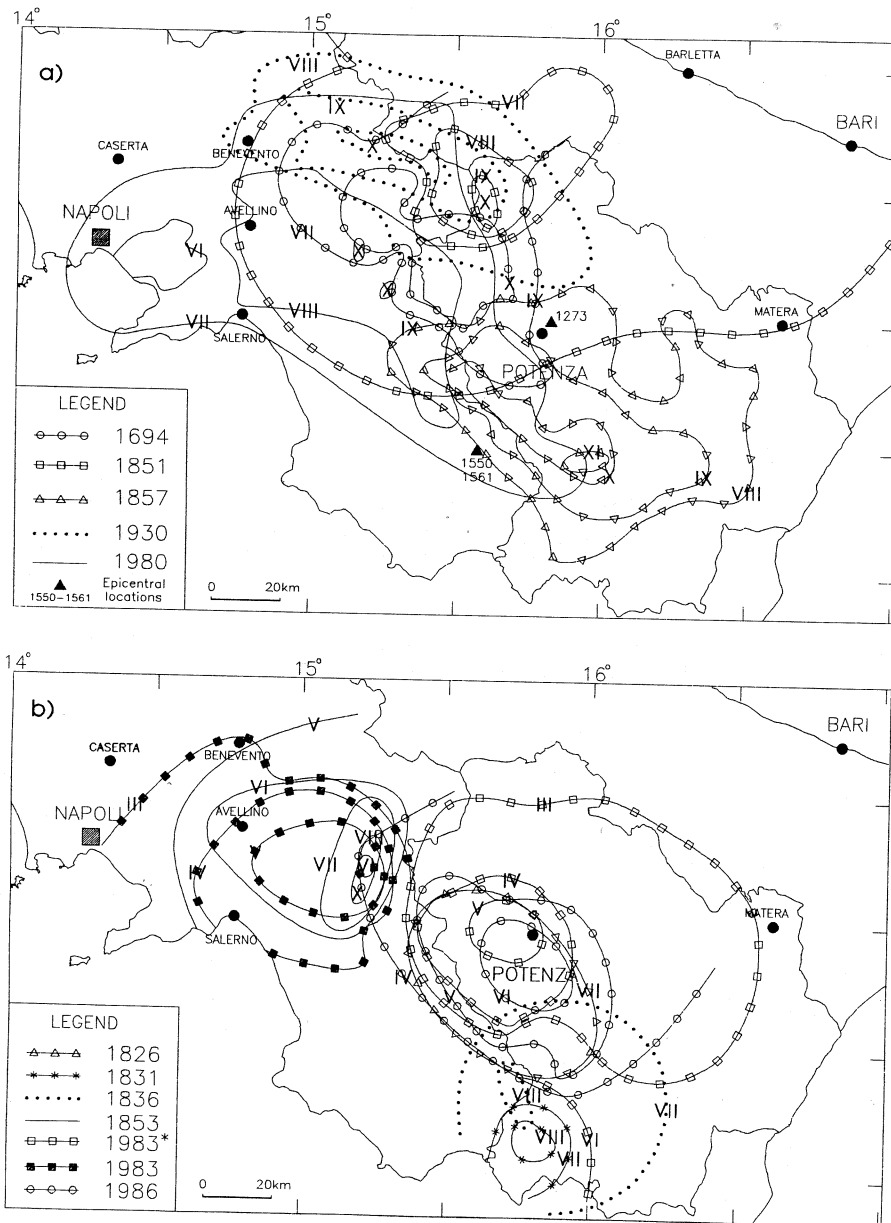 14°
15°
16°
a)
BARLETTA
VIII
IX
VII
BARI
CASERTA
BENEVENTO
X
VIII
IX
NAPOLI
AVELLINO
X
VI
VII
X
X
X
IX
1273
MATERA
VII
SALERNO
VIII
IX
POTENZA
LEGEND
1694
1851
1857
1930
1980
1550-1561
Epicentral
locations
0 20km
1550
1561
XI
X
IX
VIII
14°
15°
16°
b)
V
BARI
CASERTA
BENEVENTO
III
VI
III
NAPOLI
AVELLINO
VIII
VII
IV
IV
X
V
MATERA
SALERNO
POTENZA
IV
V
VI
VII
LEGEND
1826
1831
1836
1853
1983*
1983
1986
0 20km
VIII
VII
VIII
VI
VII